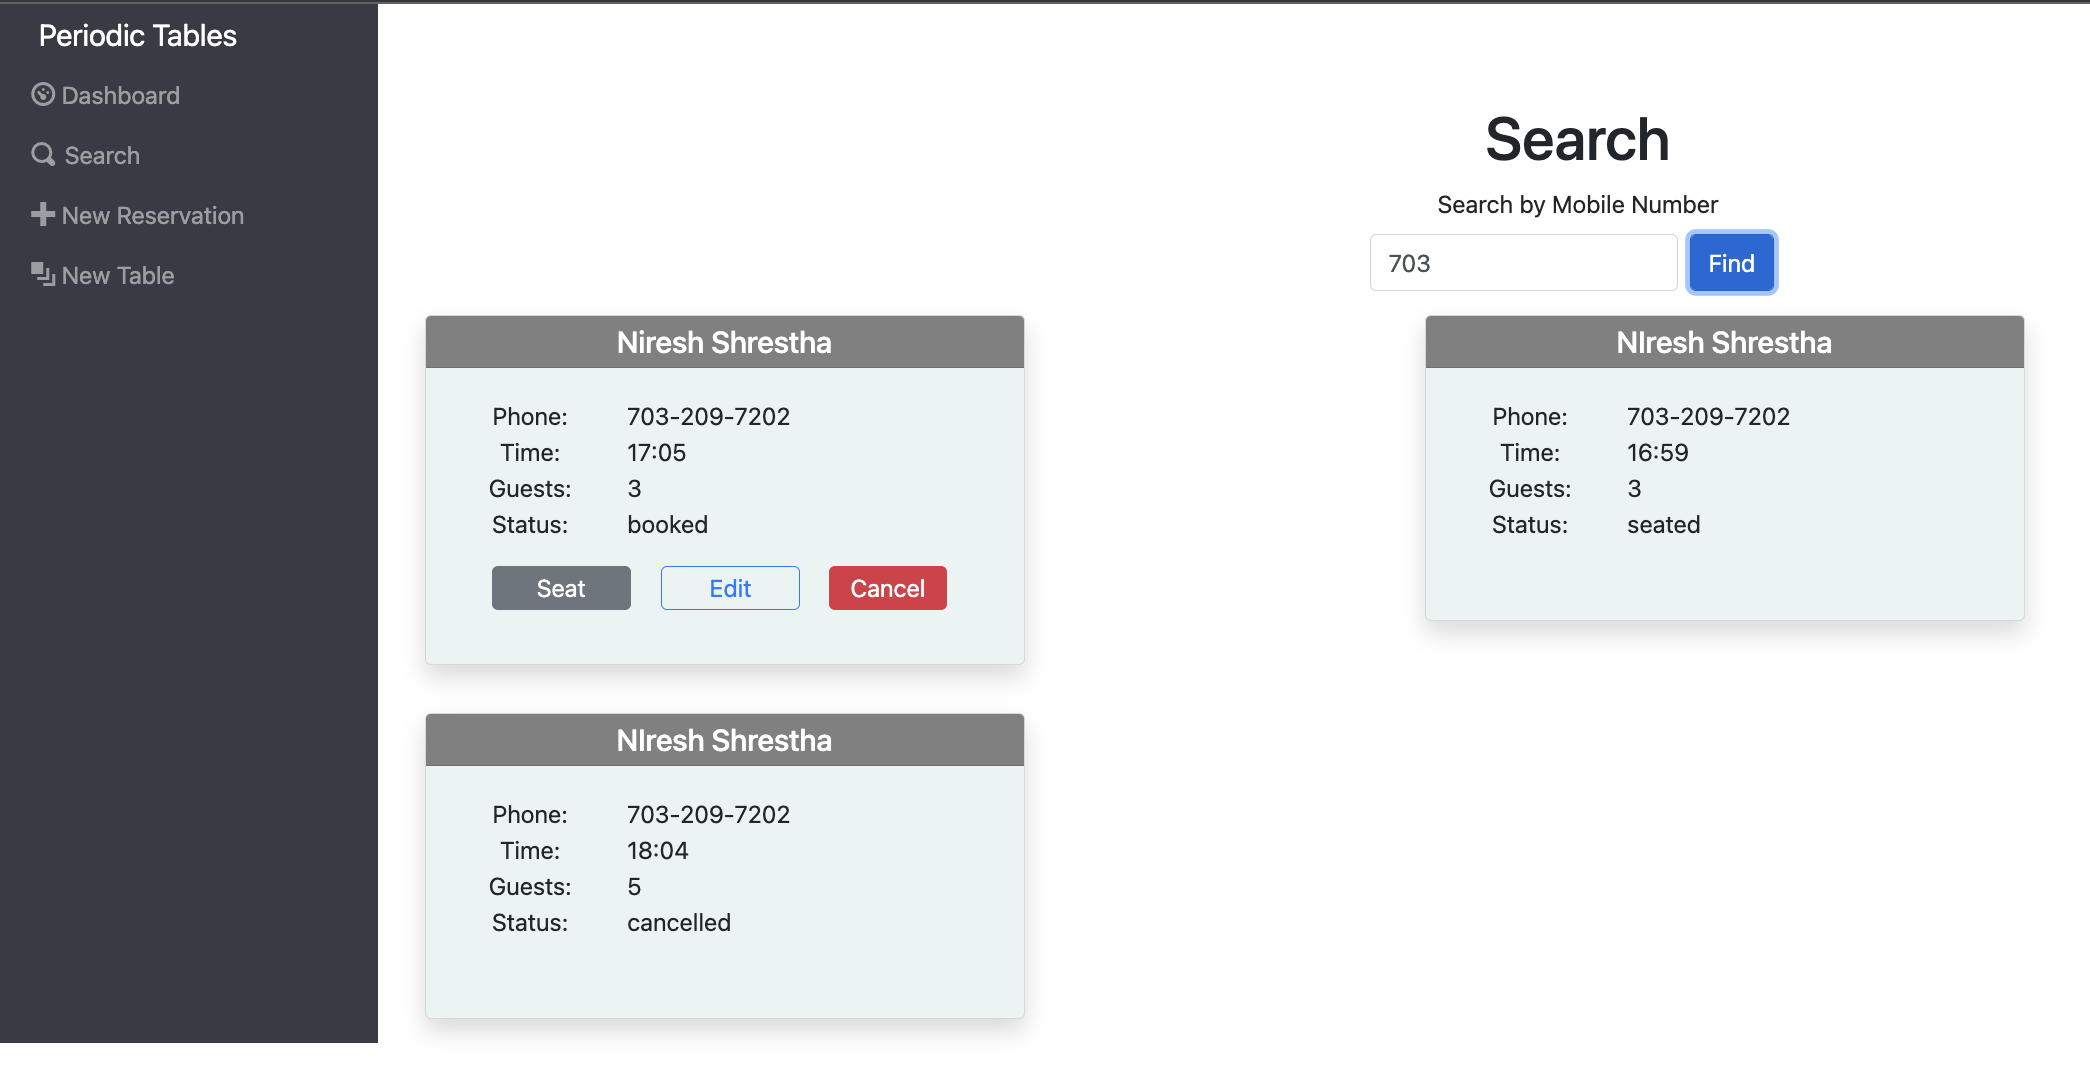 Periodic Tables
Dashboard
Search
New Reservation
New Table
Search
Search by Mobile Number
703
Find
Niresh Shrestha
Phone: 703-209-7202
Time: 17:05
Guests: 3
Status: booked
Seat Edit Cancel
NIresh Shrestha
Phone: 703-209-7202
Time: 16:59
Guests: 3
Status: seated
NIresh Shrestha
Phone: 703-209-7202
Time: 18:04
Guests: 5
Status: cancelled